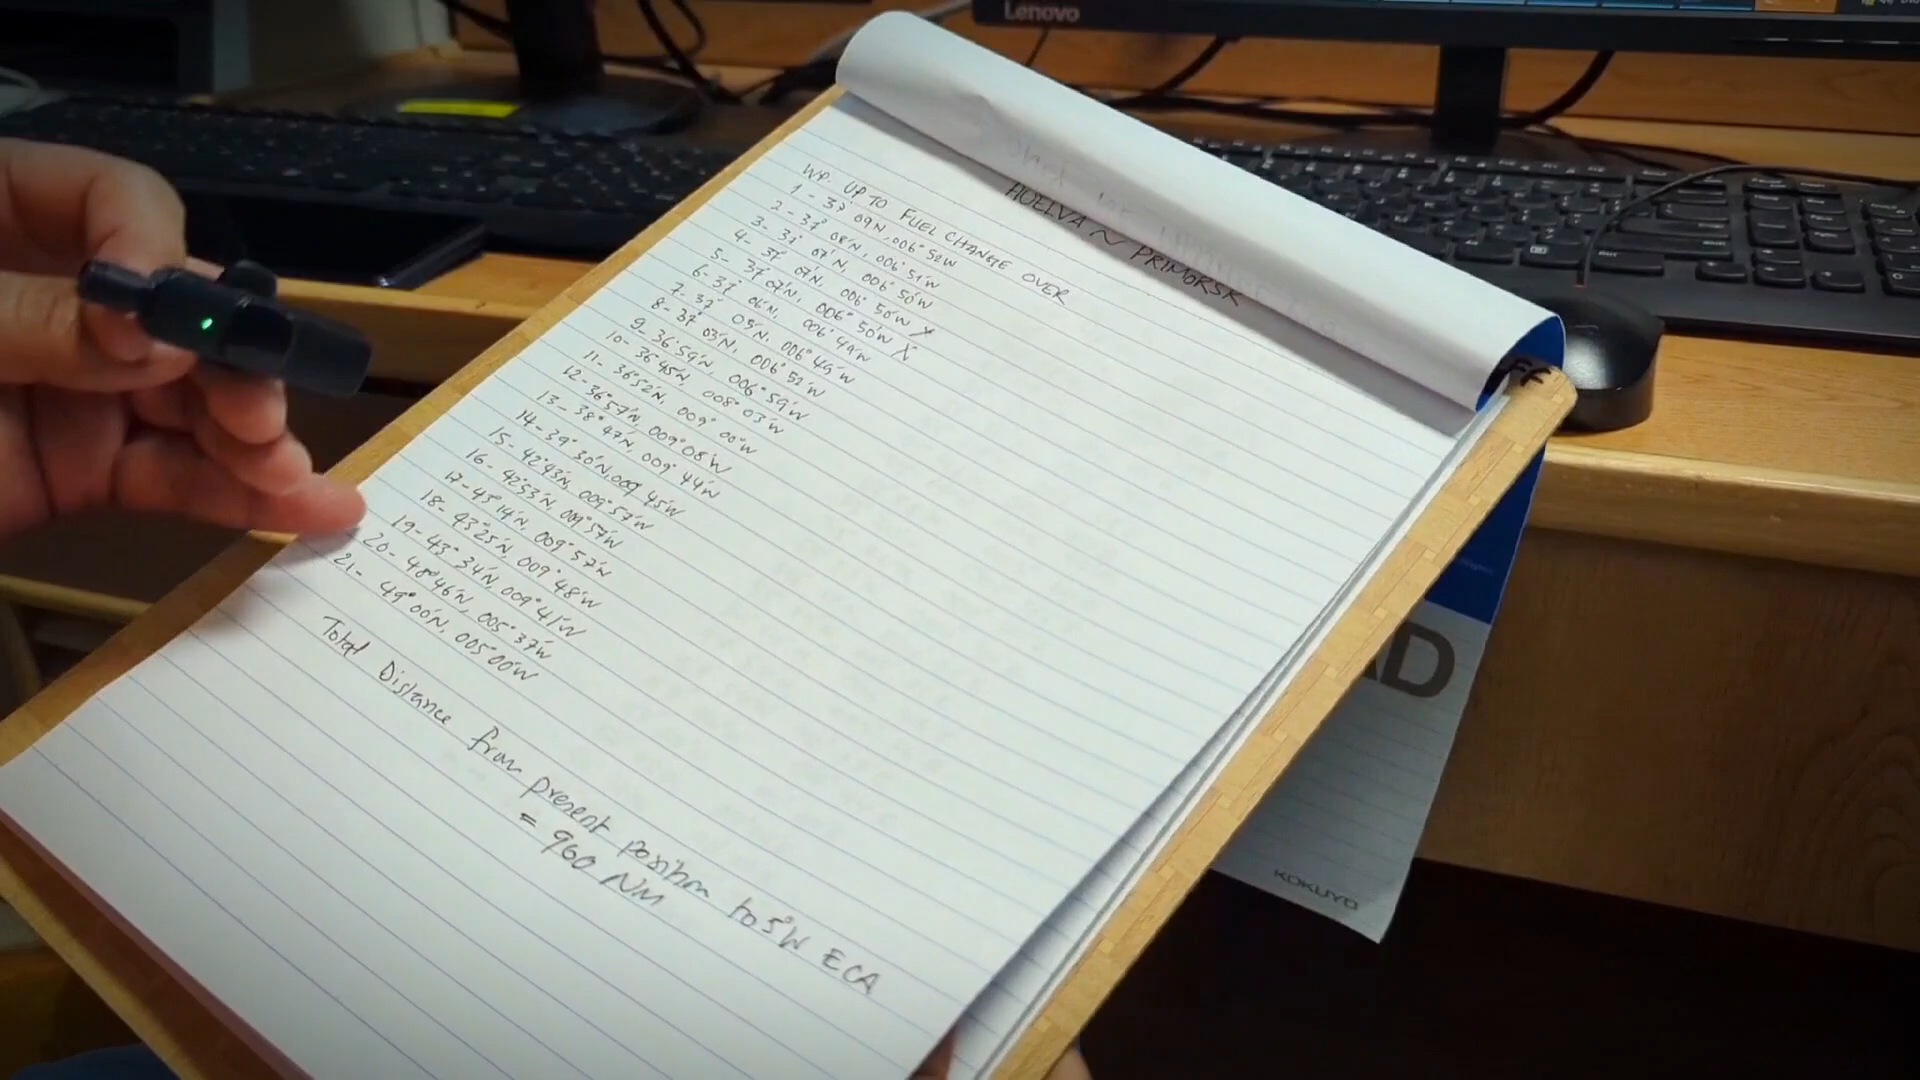 Lenovo
HUELVA ~ PRIMORSK
WP. UP TO FUEL CHANGE OVER
1 - 37° 09'N, 006° 52'W
2 - 37° 08'N, 006° 51'W
3 - 37° 07'N, 006° 50'W
4 - 37° 07'N, 006° 50'W X
5 - 37° 07'N, 006° 50'W X
6 - 37° 06'N, 006° 49'W
7 - 37° 05'N, 006° 49'W
8 - 37° 03'N, 006° 52'W
9 - 36° 59'N, 006° 59'W
10 - 36° 45'N, 008° 03'W
11 - 36° 52'N, 009° 00'W
12 - 36° 57'N, 009° 08'W
13 - 38° 47'N, 009° 44'W
14 - 39° 30'N, 009° 45'W
15 - 42° 43'N, 009° 57'W
16 - 42° 53'N, 009° 57'W
17 - 43° 14'N, 009° 57'W
18 - 43° 25'N, 009° 48'W
19 - 43° 34'N, 009° 41'W
20 - 48° 46'N, 005° 37'W
21 - 49° 00'N, 005° 00'W
Total Distance from present position to 5°W ECA
= 960 NM
KOKUYO